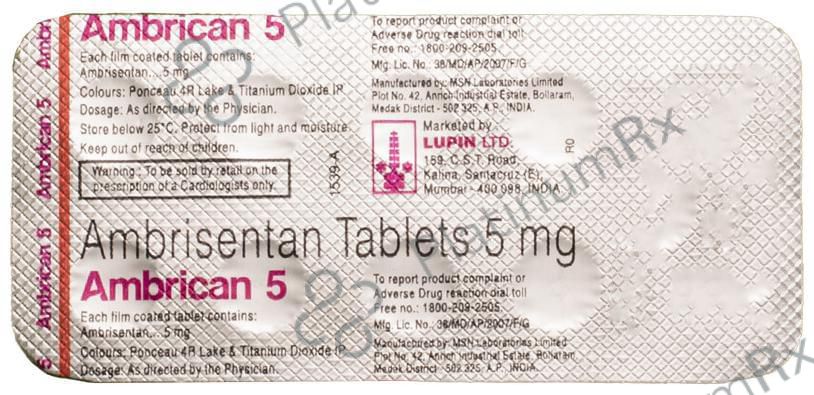 Ambrican 5
Each film coated tablet contains:
Ambrisentan... 5 mg
Colours: Ponceau 4R Lake & Titanium Dioxide IP
Dosage: As directed by the Physician.
Store below 25°C. Protect from light and moisture.
Keep out of reach of children.
Warning: To be sold by retail on the
prescription of a Cardiologists only.
1539-A
To report product complaint or
Adverse Drug reaction dial toll
Free no.: 1800-209-2505.
Mfg. Lic. No.: 38/MD/AP/2007/F/G
Manufactured by: MSN Laboratories Limited
Plot No. 42, Anrich Industrial Estate, Bollaram,
Medak District - 502 325. A.P., INDIA.
Marketed by
LUPIN LTD.
159, C.S.T. Road,
Kalina, Santacruz (E),
Mumbai - 400 098. INDIA
R0
Ambrisentan Tablets 5 mg
Ambrican 5
Each film coated tablet contains:
Ambrisentan... 5 mg
Colours: Ponceau 4R Lake & Titanium Dioxide IP
Dosage: As directed by the Physician.
To report product complaint or
Adverse Drug reaction dial toll
Free no.: 1800-209-2505.
Mfg. Lic. No.: 38/MD/AP/2007/F/G
Manufactured by: MSN Laboratories Limited
Plot No. 42, Anrich Industrial Estate, Bollaram,
Medak District - 502 325. A.P., INDIA.
5 Ambrican 5 Ambrican 5 Ambr
PlatinumRx